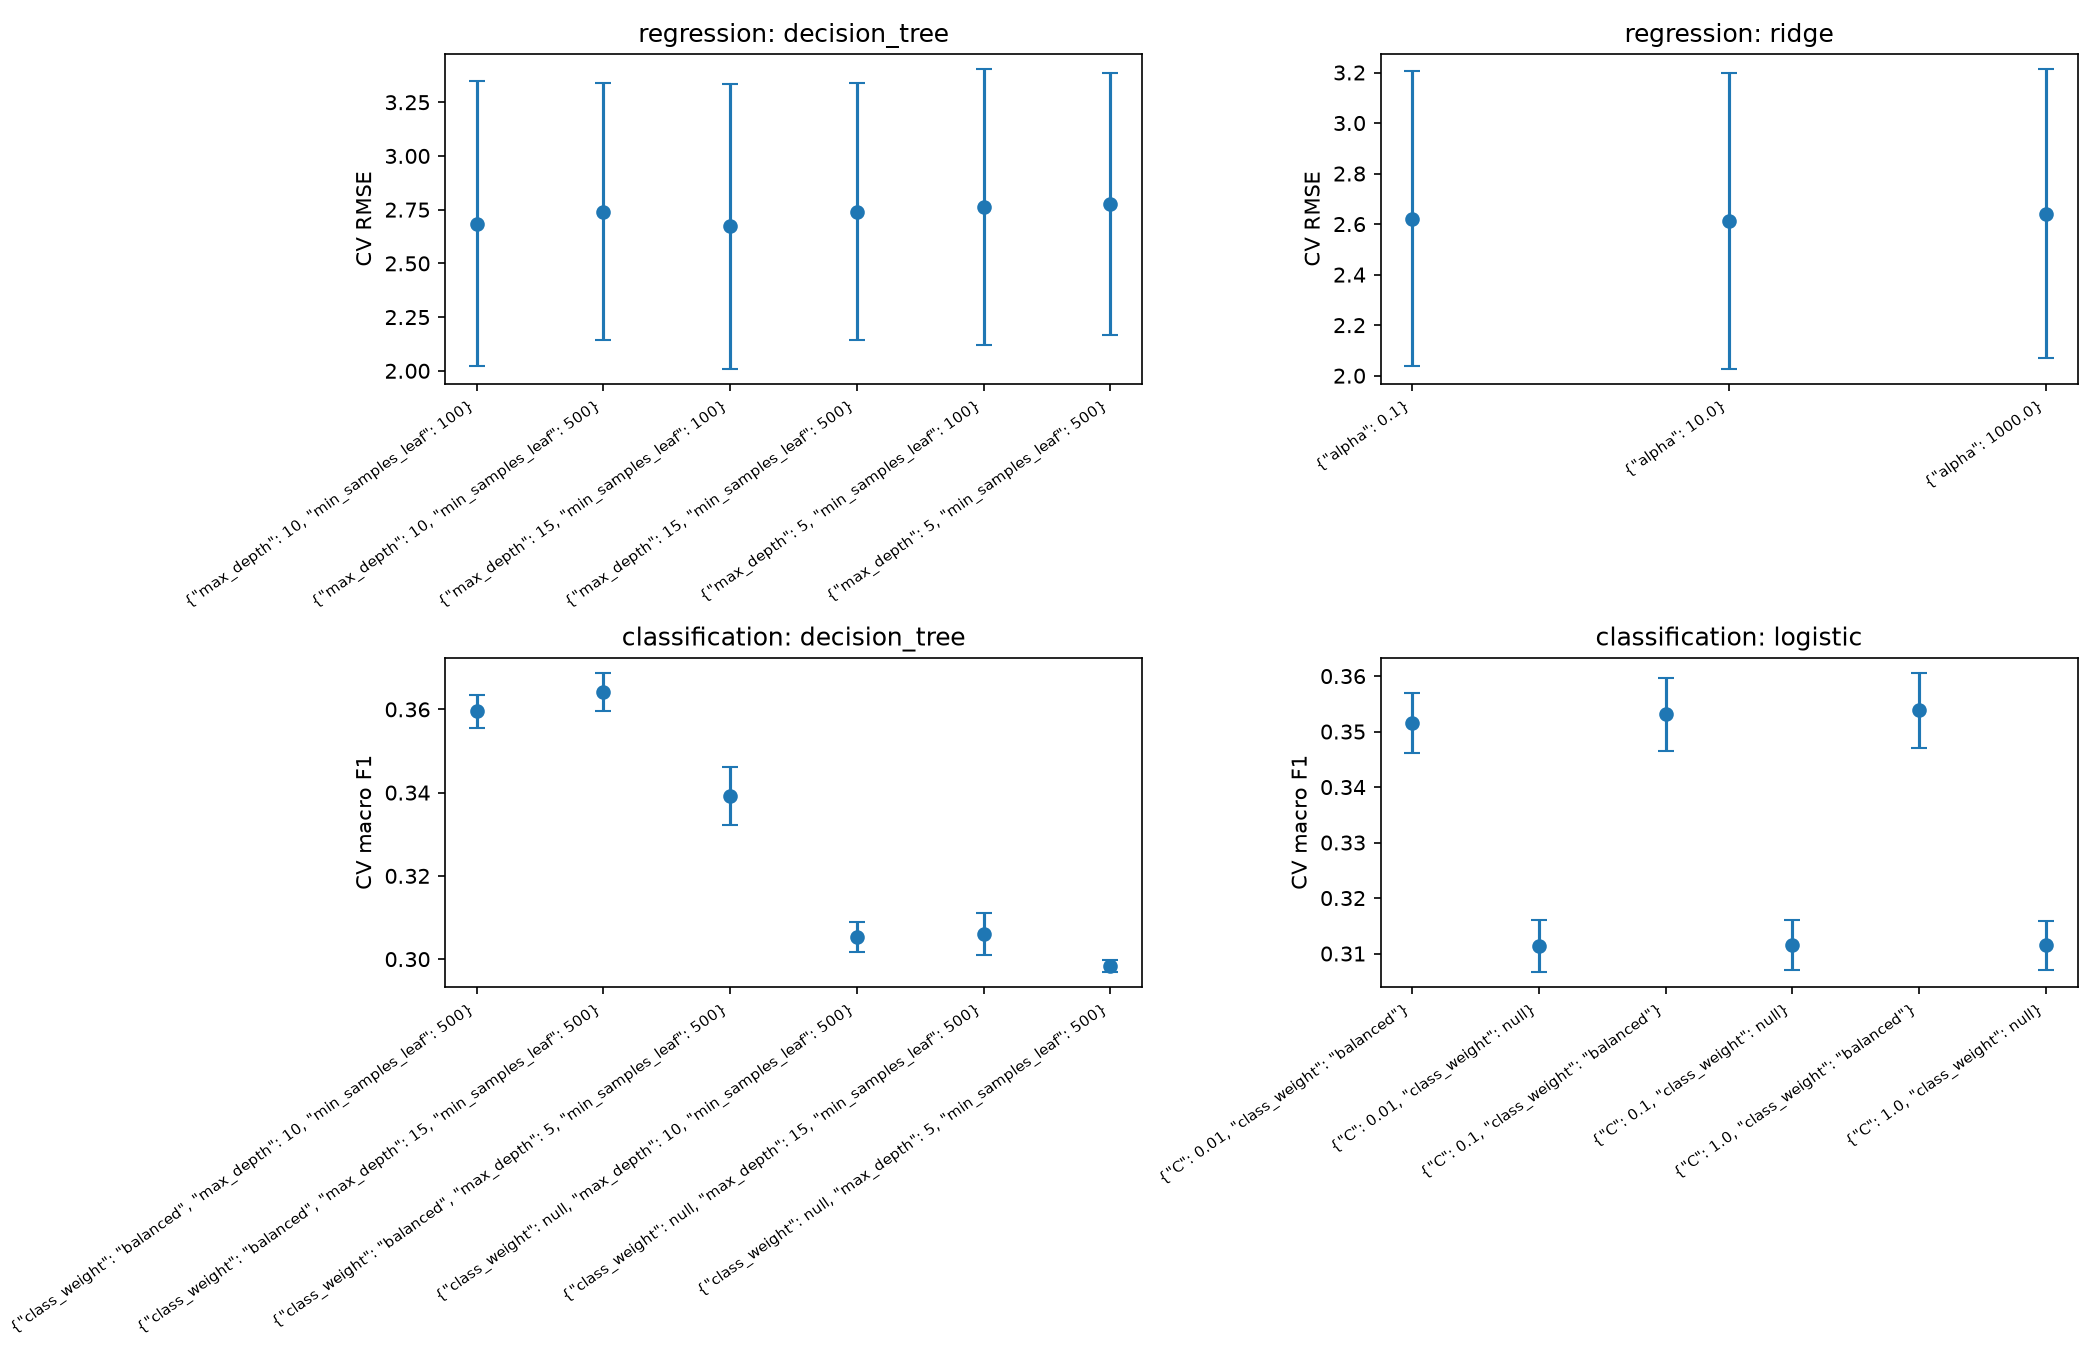 regression: decision_tree
CV RMSE
3.25
3.00
2.75
2.50
2.25
2.00
{"max_depth": 10, "min_samples_leaf": 100}
{"max_depth": 10, "min_samples_leaf": 500}
{"max_depth": 15, "min_samples_leaf": 100}
{"max_depth": 15, "min_samples_leaf": 500}
{"max_depth": 5, "min_samples_leaf": 100}
{"max_depth": 5, "min_samples_leaf": 500}
regression: ridge
CV RMSE
3.2
3.0
2.8
2.6
2.4
2.2
2.0
{"alpha": 0.1}
{"alpha": 10.0}
{"alpha": 1000.0}
classification: decision_tree
CV macro F1
0.36
0.34
0.32
0.30
{"class_weight": "balanced", "max_depth": 10, "min_samples_leaf": 500}
{"class_weight": "balanced", "max_depth": 15, "min_samples_leaf": 500}
{"class_weight": "balanced", "max_depth": 5, "min_samples_leaf": 500}
{"class_weight": null, "max_depth": 10, "min_samples_leaf": 500}
{"class_weight": null, "max_depth": 15, "min_samples_leaf": 500}
{"class_weight": null, "max_depth": 5, "min_samples_leaf": 500}
classification: logistic
CV macro F1
0.36
0.35
0.34
0.33
0.32
0.31
{"C": 0.01, "class_weight": "balanced"}
{"C": 0.01, "class_weight": null}
{"C": 0.1, "class_weight": "balanced"}
{"C": 0.1, "class_weight": null}
{"C": 1.0, "class_weight": "balanced"}
{"C": 1.0, "class_weight": null}